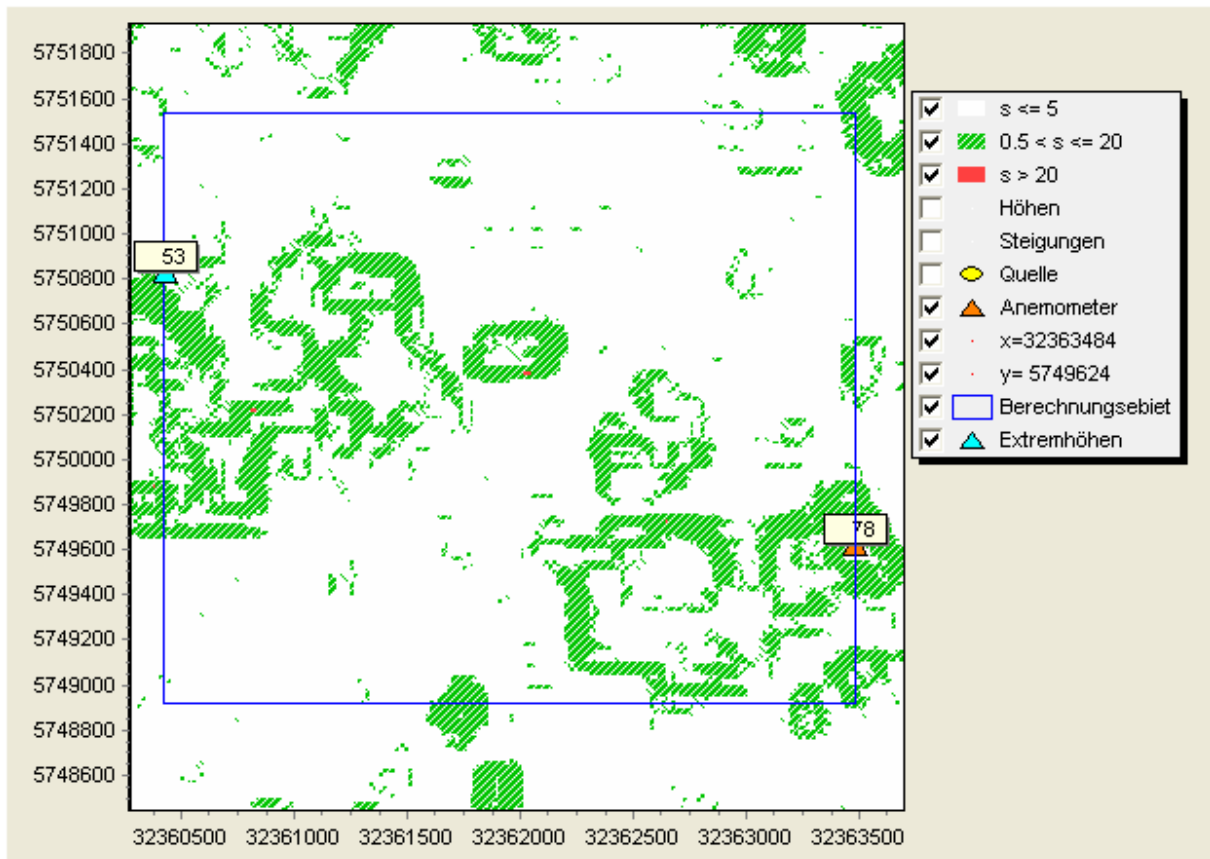 5751800
5751600
5751400
5751200
5751000
5750800
5750600
5750400
5750200
5750000
5749800
5749600
5749400
5749200
5749000
5748800
5748600
32360500 32361000 32361500 32362000 32362500 32363000 32363500
53
78
s <= 5
0.5 < s <= 20
s > 20
Höhen
Steigungen
Quelle
Anemometer
x=32363484
y= 5749624
Berechnungsebiet
Extremhöhen